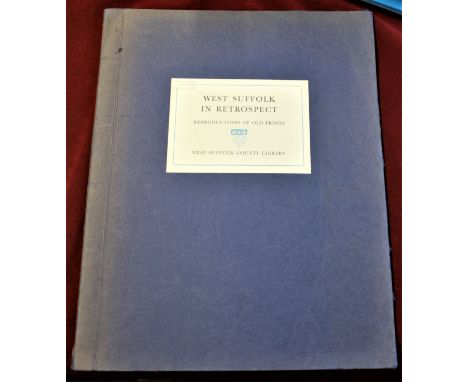 WEST SUFFOLK
IN RETROSPECT
REPRODUCTIONS OF OLD PRINTS
WEST SUFFOLK COUNTY LIBRARY